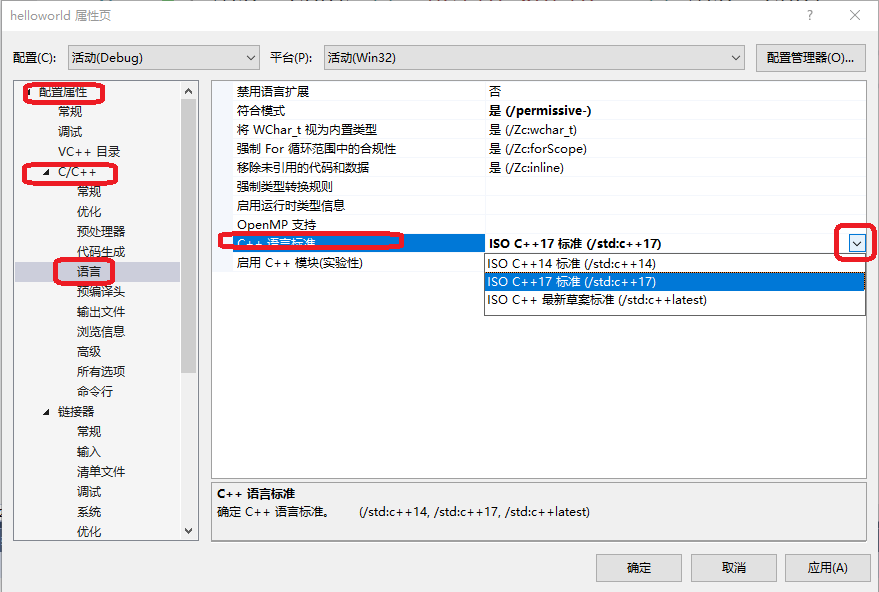 helloworld 属性页
配置(C): 活动(Debug) 平台(P): 活动(Win32) 配置管理器(O)...
配置属性
常规
调试
VC++ 目录
C/C++
常规
优化
预处理器
代码生成
语言
预编译头
输出文件
浏览信息
高级
所有选项
命令行
链接器
常规
输入
清单文件
调试
系统
优化
禁用语言扩展 否
符合模式 是 (/permissive-)
将 WChar_t 视为内置类型 是 (/Zc:wchar_t)
强制 For 循环范围中的合规性 是 (/Zc:forScope)
移除未引用的代码和数据 是 (/Zc:inline)
强制类型转换规则
启用运行时类型信息
OpenMP 支持
C++ 语言标准 ISO C++17 标准 (/std:c++17)
启用 C++ 模块(实验性)
ISO C++14 标准 (/std:c++14)
ISO C++17 标准 (/std:c++17)
ISO C++ 最新草案标准 (/std:c++latest)
C++ 语言标准
确定 C++ 语言标准。 (/std:c++14, /std:c++17, /std:c++latest)
确定 取消 应用(A)